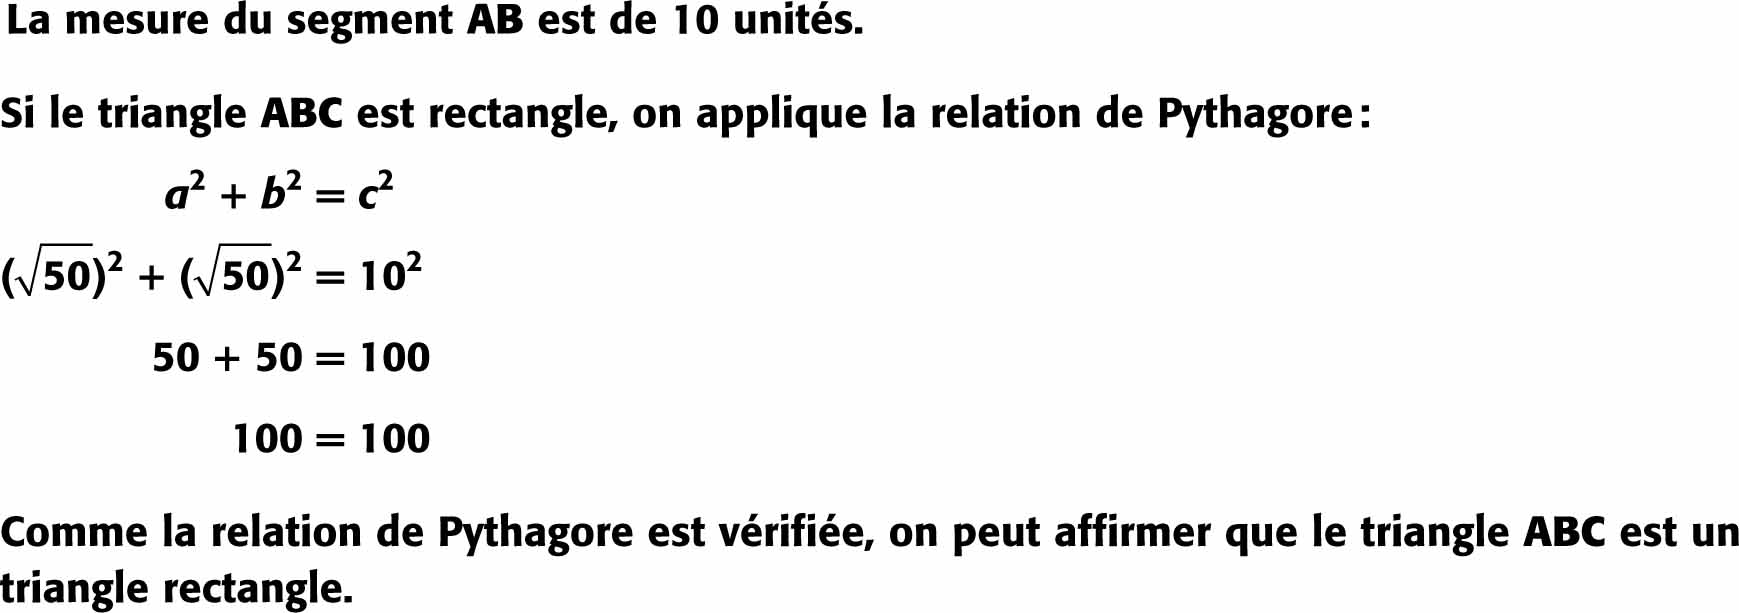 La mesure du segment AB est de 10 unités.
Si le triangle ABC est rectangle, on applique la relation de Pythagore :
a² + b² = c²
(√50)² + (√50)² = 10²
50 + 50 = 100
100 = 100
Comme la relation de Pythagore est vérifiée, on peut affirmer que le triangle ABC est un
triangle rectangle.